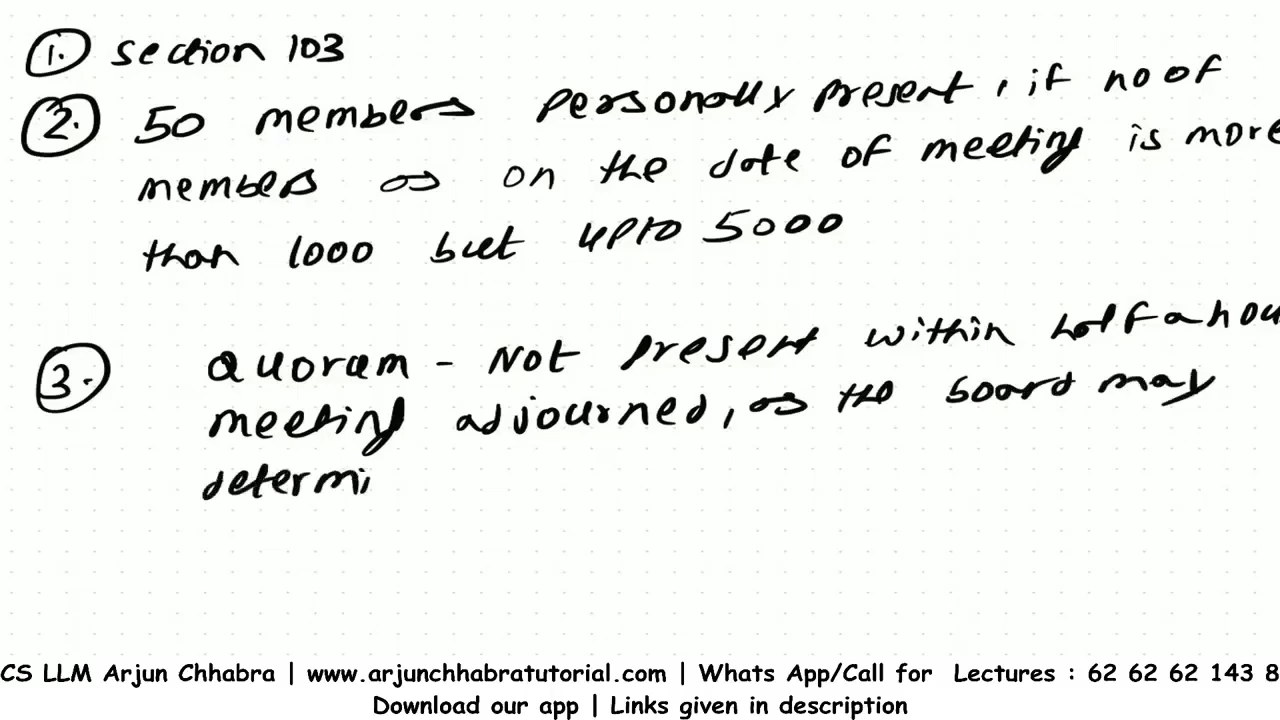 1. section 103
2. 50 members personally present, if no of
members as on the date of meeting is more
than 1000 but upto 5000
3. Quoram - Not present within half a hou
meeting adjourned, as the board may
determi
CS LLM Arjun Chhabra | www.arjunchhabratutorial.com | Whats App/Call for Lectures : 62 62 62 143 8
Download our app | Links given in description